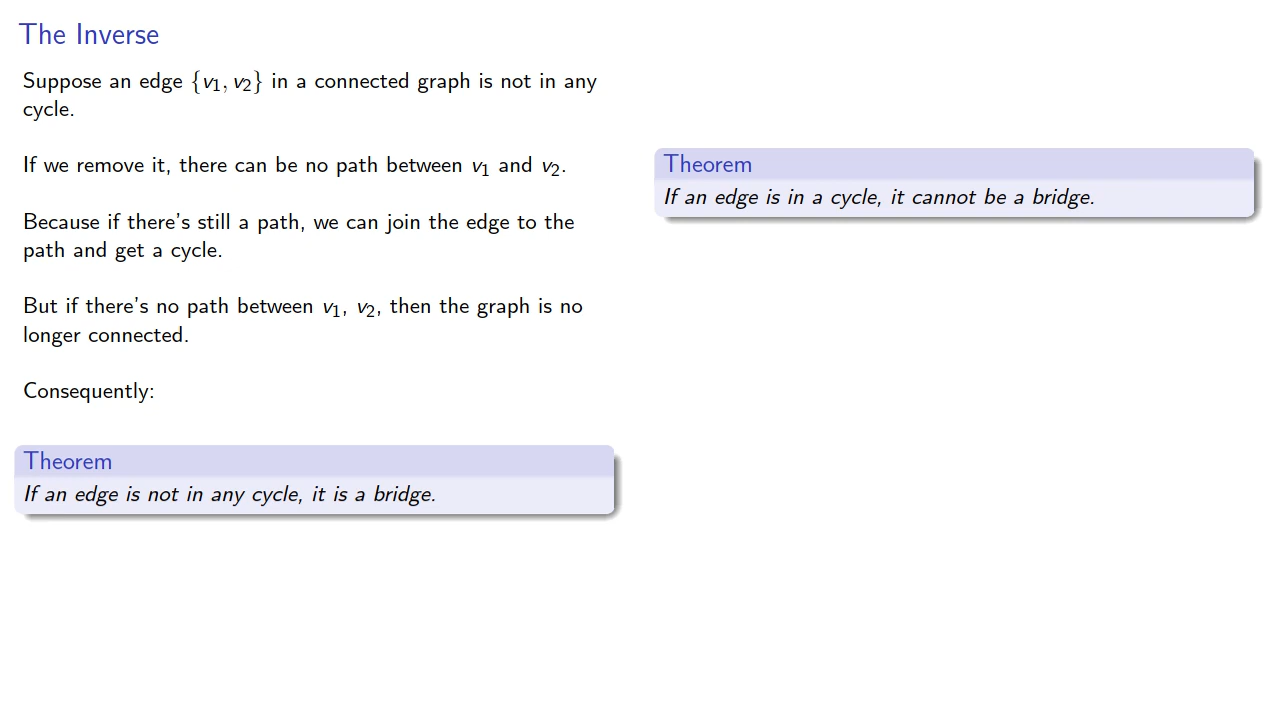 The Inverse
Suppose an edge {v₁, v₂} in a connected graph is not in any
cycle.
If we remove it, there can be no path between v₁ and v₂.
Because if there's still a path, we can join the edge to the
path and get a cycle.
But if there's no path between v₁, v₂, then the graph is no
longer connected.
Consequently:
Theorem
If an edge is not in any cycle, it is a bridge.
Theorem
If an edge is in a cycle, it cannot be a bridge.